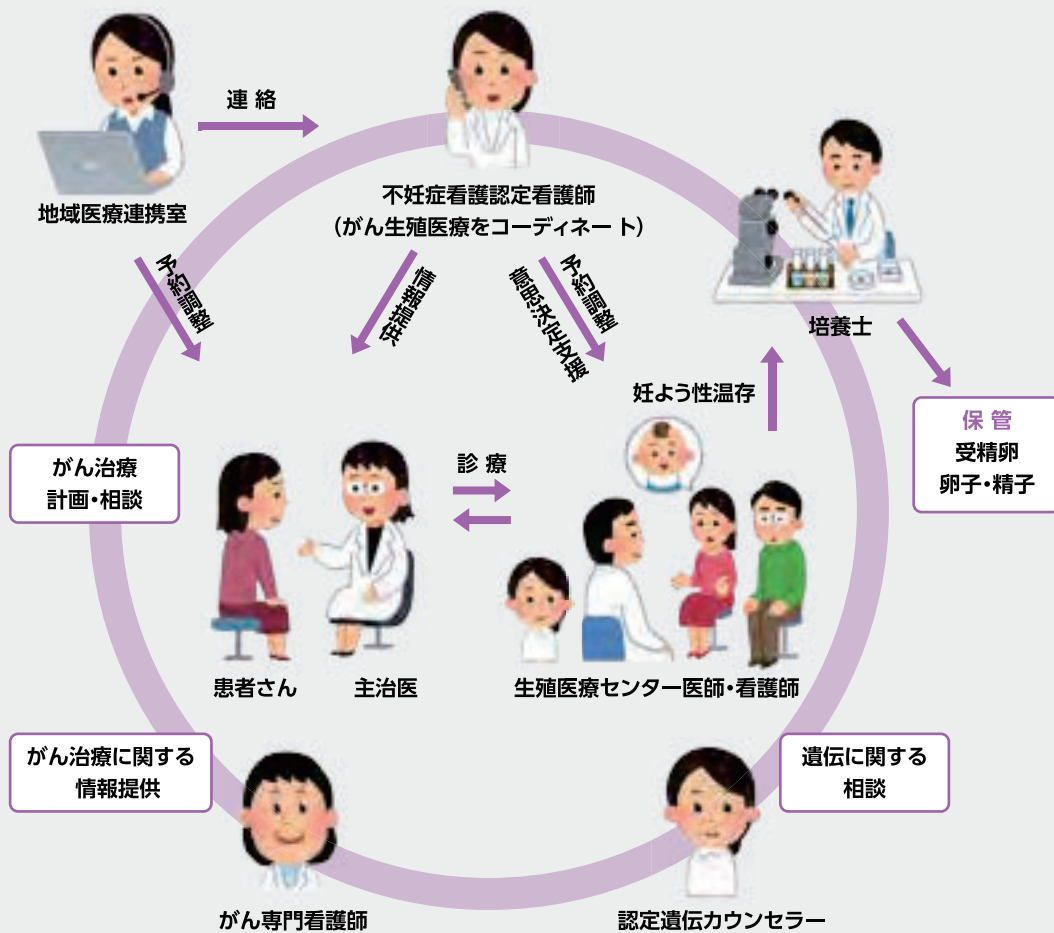 連絡
地域医療連携室
不妊症看護認定看護師
（がん生殖医療をコーディネート）
予約調整
情報提供
意思決定支援
予約調整
培養士
妊よう性温存
保管
受精卵
卵子・精子
がん治療
計画・相談
診療
患者さん
主治医
生殖医療センター医師・看護師
がん治療に関する
情報提供
遺伝に関する
相談
がん専門看護師
認定遺伝カウンセラー